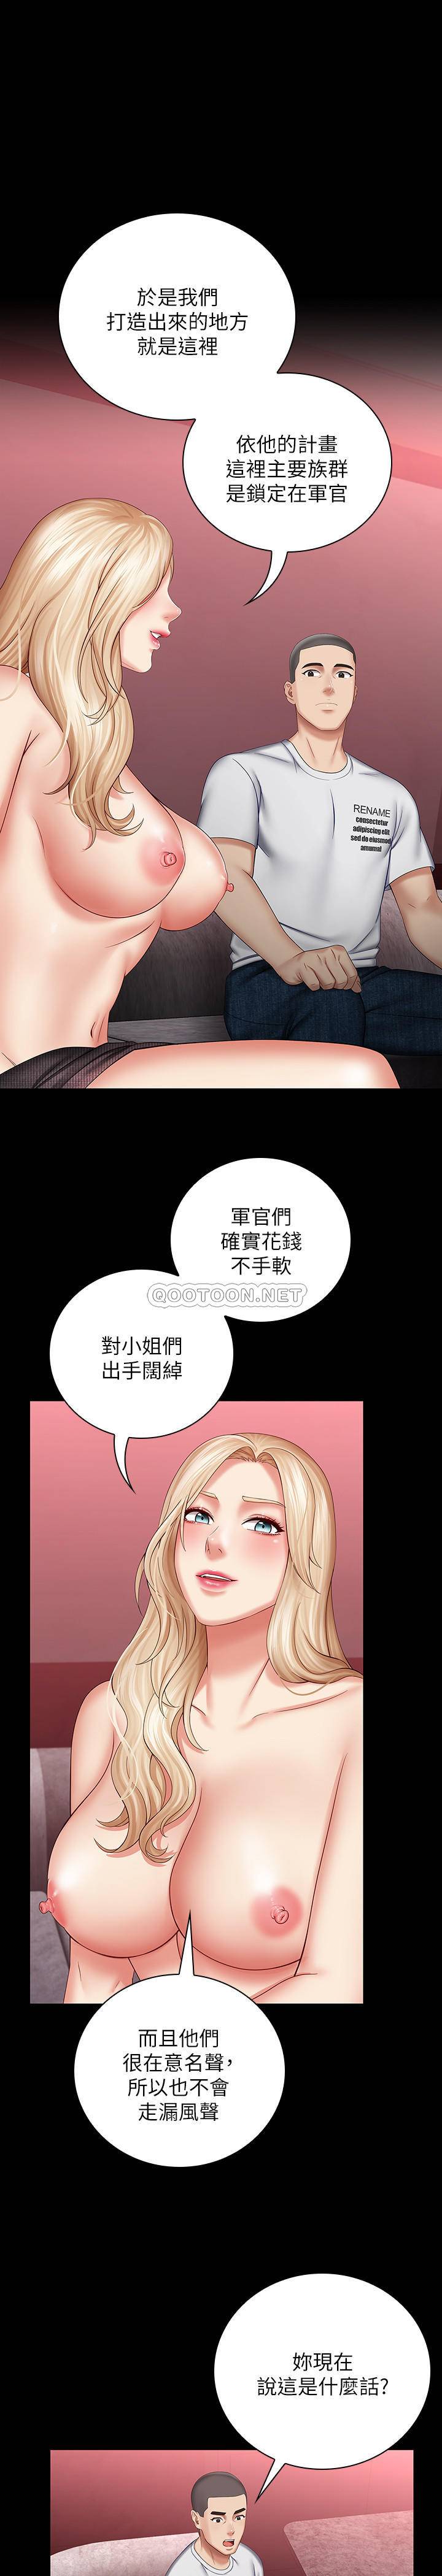 於是我們
打造出來的地方
就是這裡
依他的計畫
這裡主要族群
是鎖定在軍官
RENAME
consectetur
adipiscing elit
sed do eiusmod
amumsl
軍官們
確實花錢
不手軟
QOOTOON.NET
對小姐們
出手闊綽
而且他們
很在意名聲,
所以也不會
走漏風聲
妳現在
說這是什麼話?